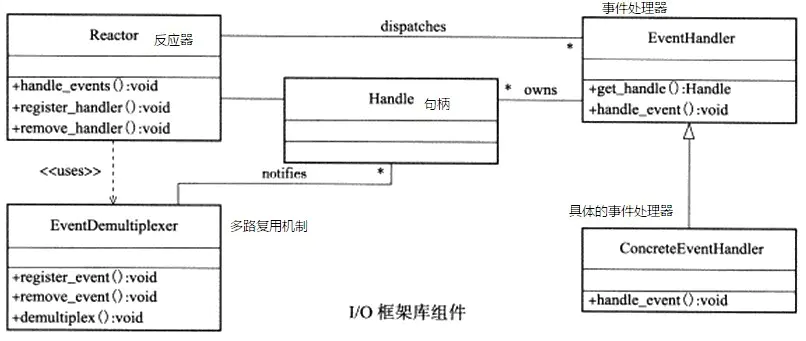 事件处理器
Reactor 反应器
dispatches
*
EventHandler
+handle_events():void
+register_handler():void
+remove_handler():void
Handle 句柄
* owns
+get_handle():Handle
+handle_event():void
<<uses>>
notifies
*
EventDemultiplexer 多路复用机制
具体的事件处理器
ConcreteEventHandler
+register_event():void
+remove_event():void
+demultiplex():void
+handle_event():void
I/O 框架库组件